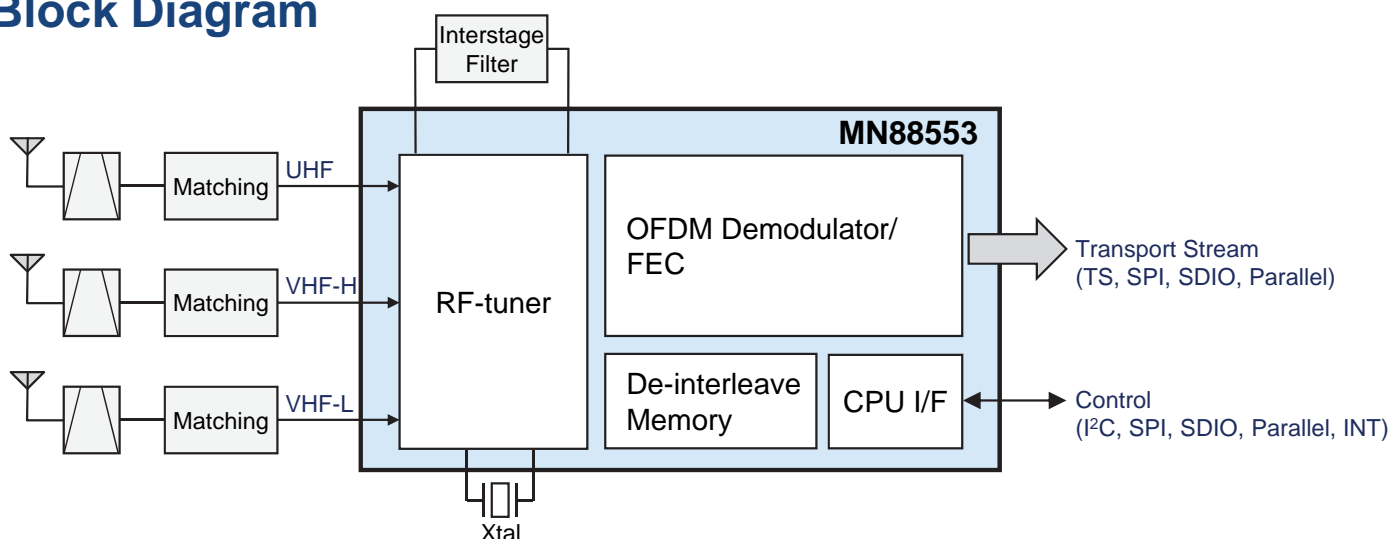 Block Diagram
Interstage
Filter
MN88553
Matching
UHF
Matching
VHF-H
Matching
VHF-L
RF-tuner
OFDM Demodulator/
FEC
De-interleave
Memory
CPU I/F
Transport Stream
(TS, SPI, SDIO, Parallel)
Control
(I²C, SPI, SDIO, Parallel, INT)
Xtal